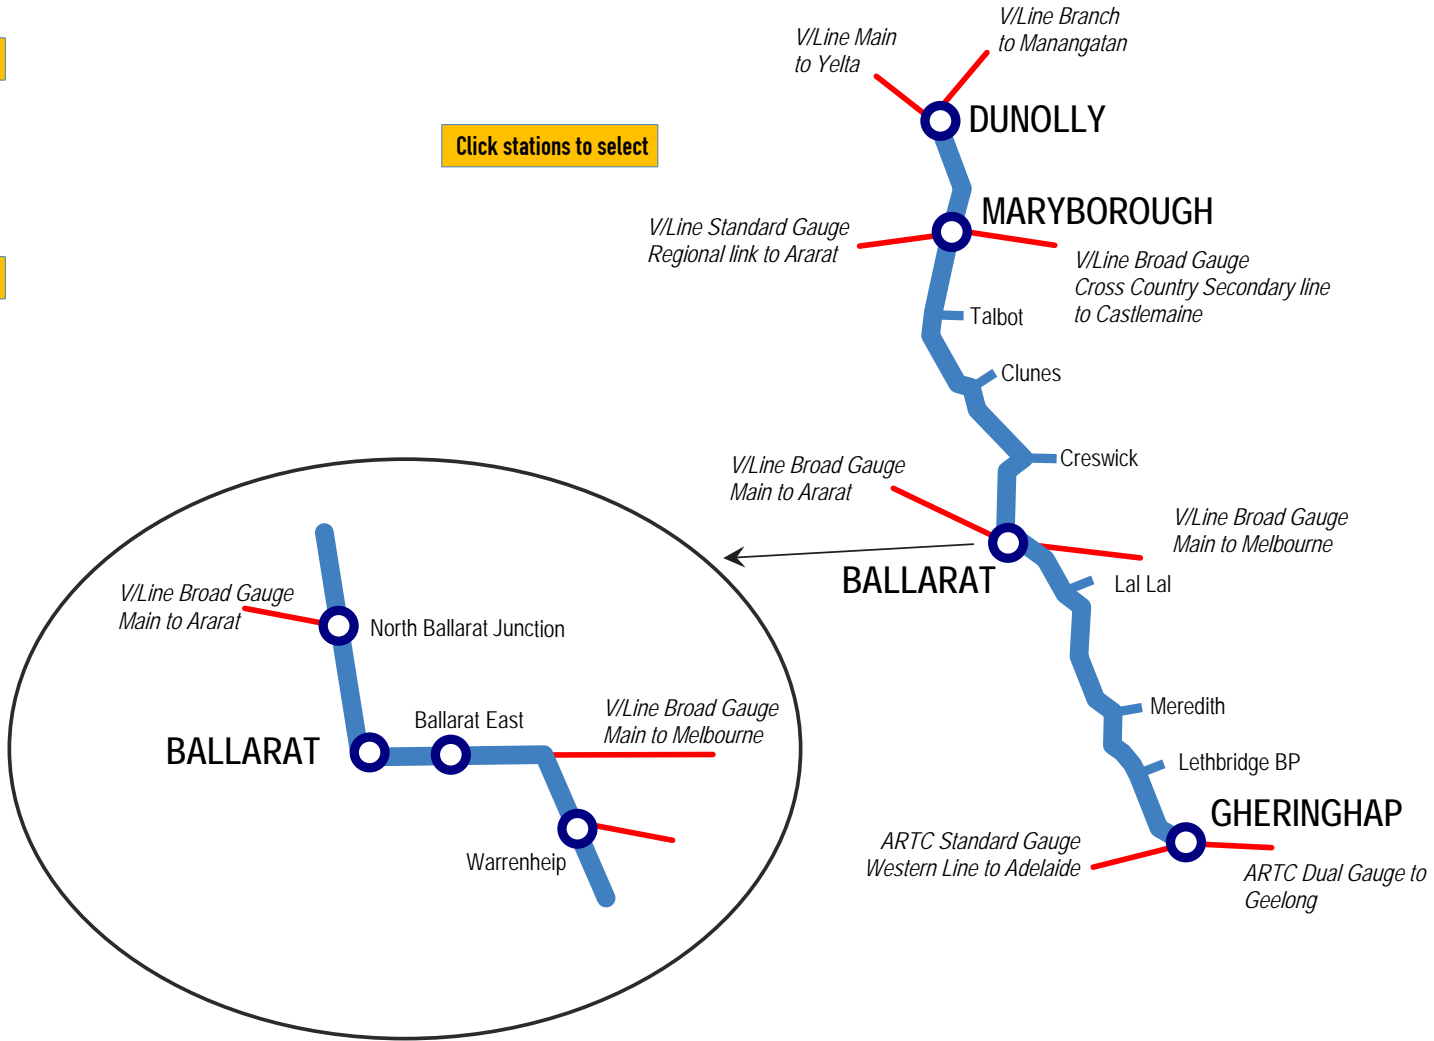 V/Line Branch
to Manangatan
V/Line Main
to Yelta
DUNOLLY
Click stations to select
MARYBOROUGH
V/Line Standard Gauge
Regional link to Ararat
V/Line Broad Gauge
Cross Country Secondary line
to Castlemaine
Talbot
Clunes
Creswick
V/Line Broad Gauge
Main to Ararat
V/Line Broad Gauge
Main to Melbourne
BALLARAT
Lal Lal
Meredith
Lethbridge BP
GHERINGHAP
ARTC Standard Gauge
Western Line to Adelaide
ARTC Dual Gauge to
Geelong
V/Line Broad Gauge
Main to Ararat
North Ballarat Junction
Ballarat East
V/Line Broad Gauge
Main to Melbourne
BALLARAT
Warrenheip